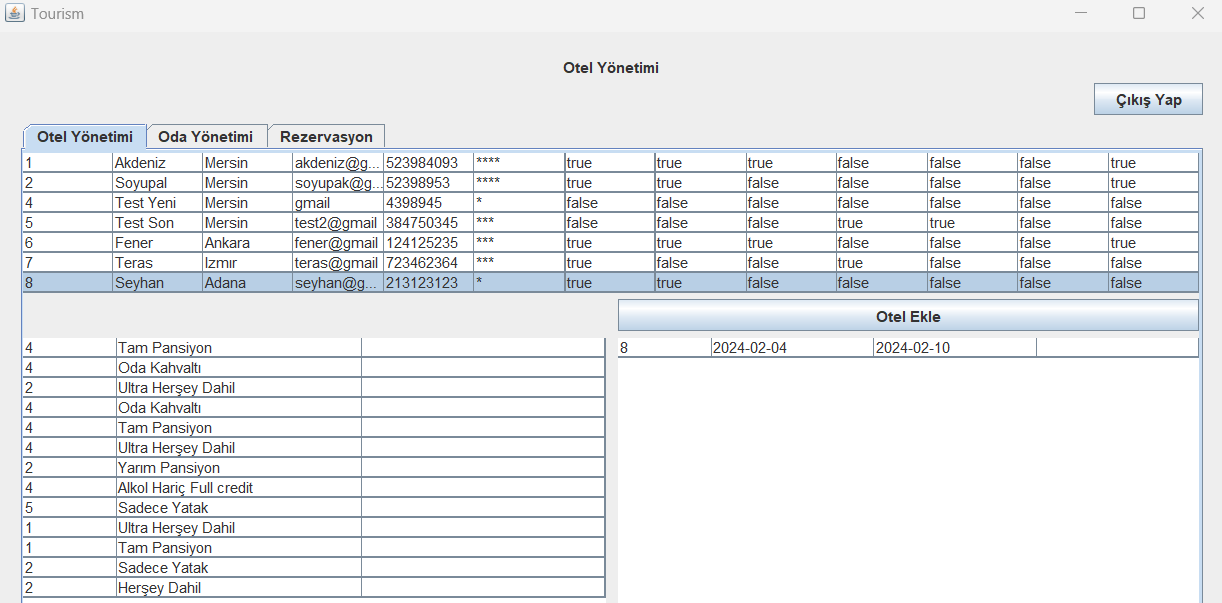 Tourism
Otel Yönetimi
Çıkış Yap
Otel Yönetimi Oda Yönetimi Rezervasyon
1 Akdeniz Mersin akdeniz@g... 523984093 **** true true true false false false true
2 Soyupal Mersin soyupak@g... 52398953 **** true true false false false false true
4 Test Yeni Mersin gmail 4398945 * false false false false false false false
5 Test Son Mersin test2@gmail 384750345 *** false false false true true false false
6 Fener Ankara fener@gmail 124125235 *** true true true false false false true
7 Teras Izmır teras@gmail 723462364 *** true false false true false false false
8 Seyhan Adana seyhan@g... 213123123 * true true false false false false false
Otel Ekle
4 Tam Pansiyon
4 Oda Kahvaltı
2 Ultra Herşey Dahil
4 Oda Kahvaltı
4 Tam Pansiyon
4 Ultra Herşey Dahil
2 Yarım Pansiyon
4 Alkol Hariç Full credit
5 Sadece Yatak
1 Ultra Herşey Dahil
1 Tam Pansiyon
2 Sadece Yatak
2 Herşey Dahil
8 2024-02-04 2024-02-10